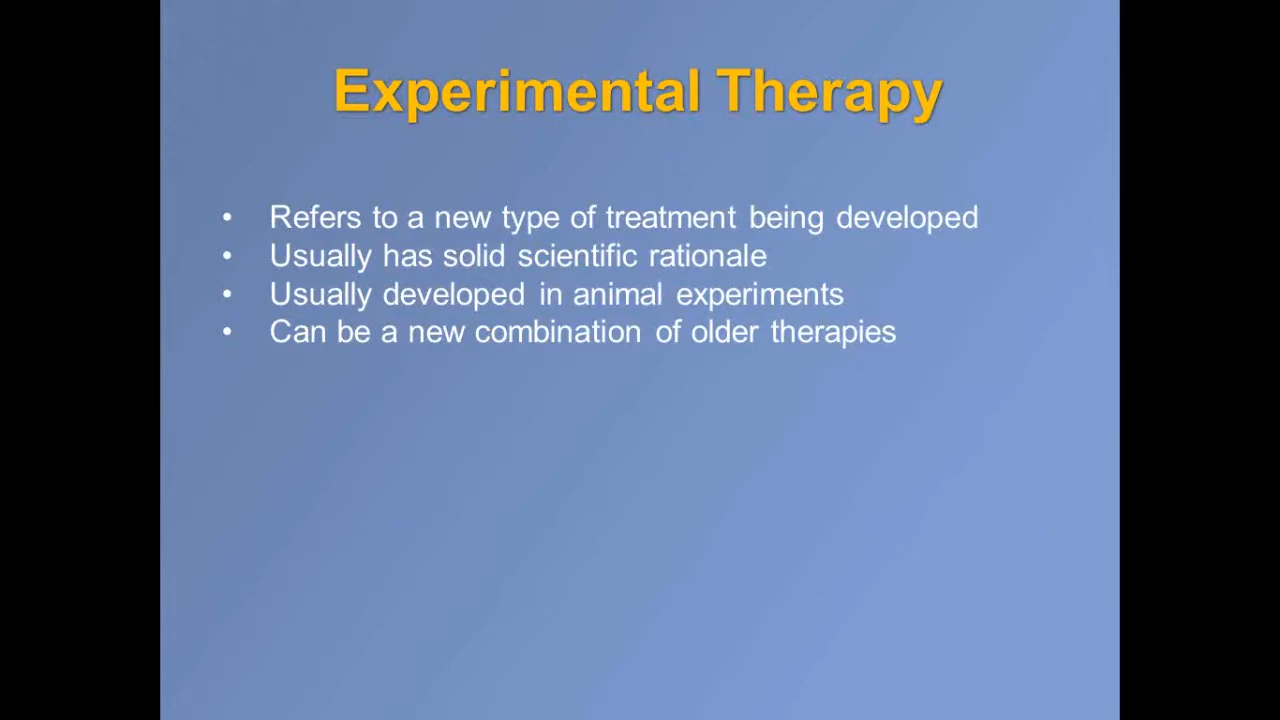 Experimental Therapy
• Refers to a new type of treatment being developed
• Usually has solid scientific rationale
• Usually developed in animal experiments
• Can be a new combination of older therapies